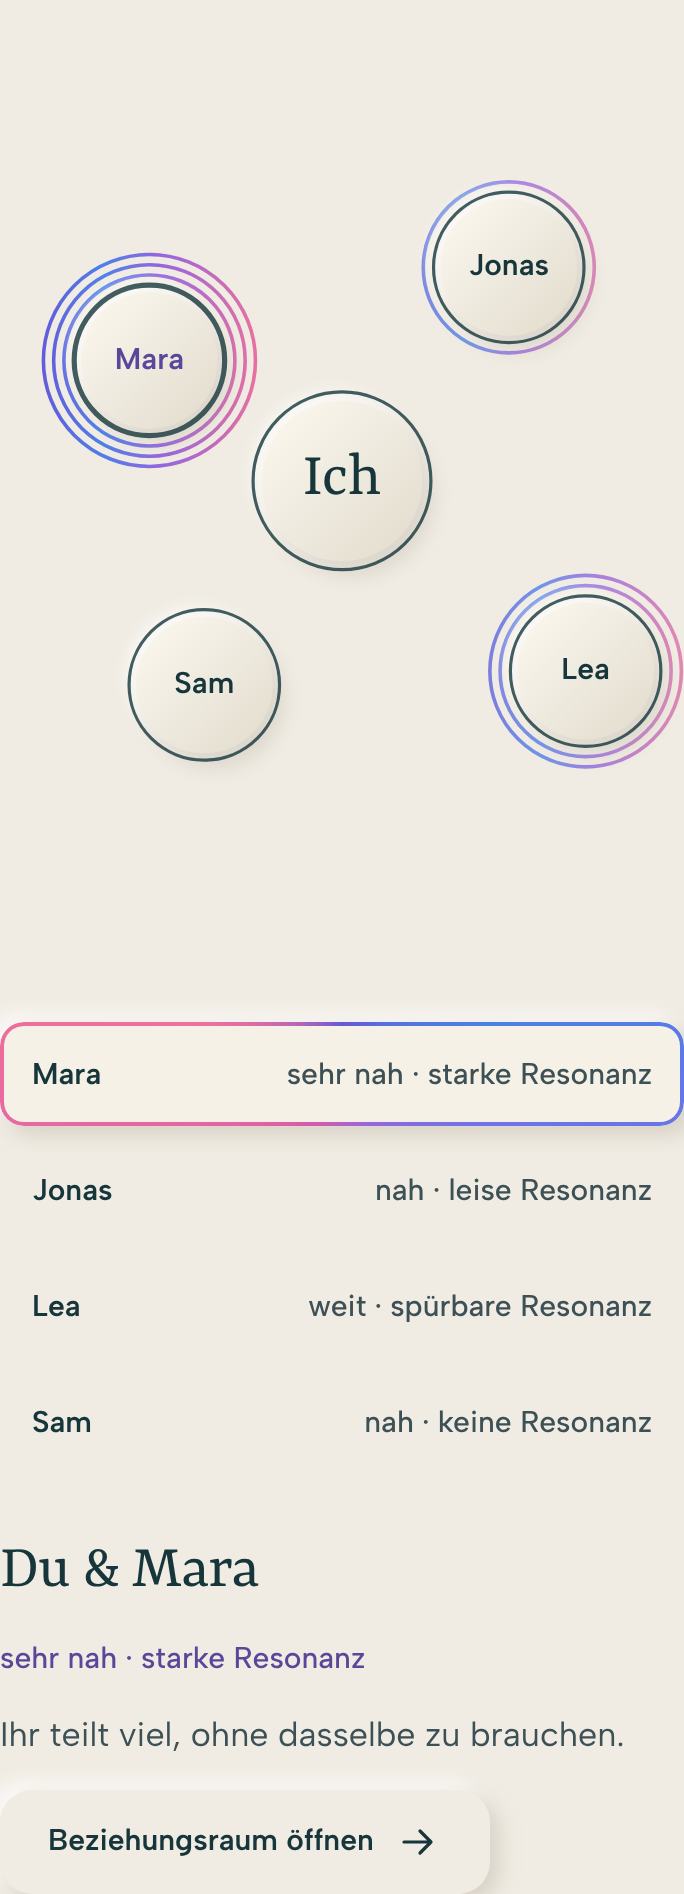 Jonas
Mara
Ich
Lea
Sam
Mara sehr nah · starke Resonanz
Jonas nah · leise Resonanz
Lea weit · spürbare Resonanz
Sam nah · keine Resonanz
Du & Mara
sehr nah · starke Resonanz
Ihr teilt viel, ohne dasselbe zu brauchen.
Beziehungsraum öffnen →